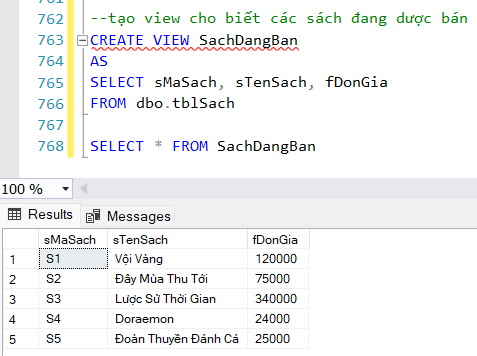 761
762 --tạo view cho biết các sách đang dược bán
763 CREATE VIEW SachDangBan
764 AS
765 SELECT sMaSach, sTenSach, fDonGia
766 FROM dbo.tblSach
767
768 SELECT * FROM SachDangBan
100 %
Results Messages
sMaSach sTenSach fDonGia
1 S1 Vội Vàng 120000
2 S2 Đây Mùa Thu Tới 75000
3 S3 Lược Sử Thời Gian 340000
4 S4 Doraemon 24000
5 S5 Đoàn Thuyền Đánh Cá 25000